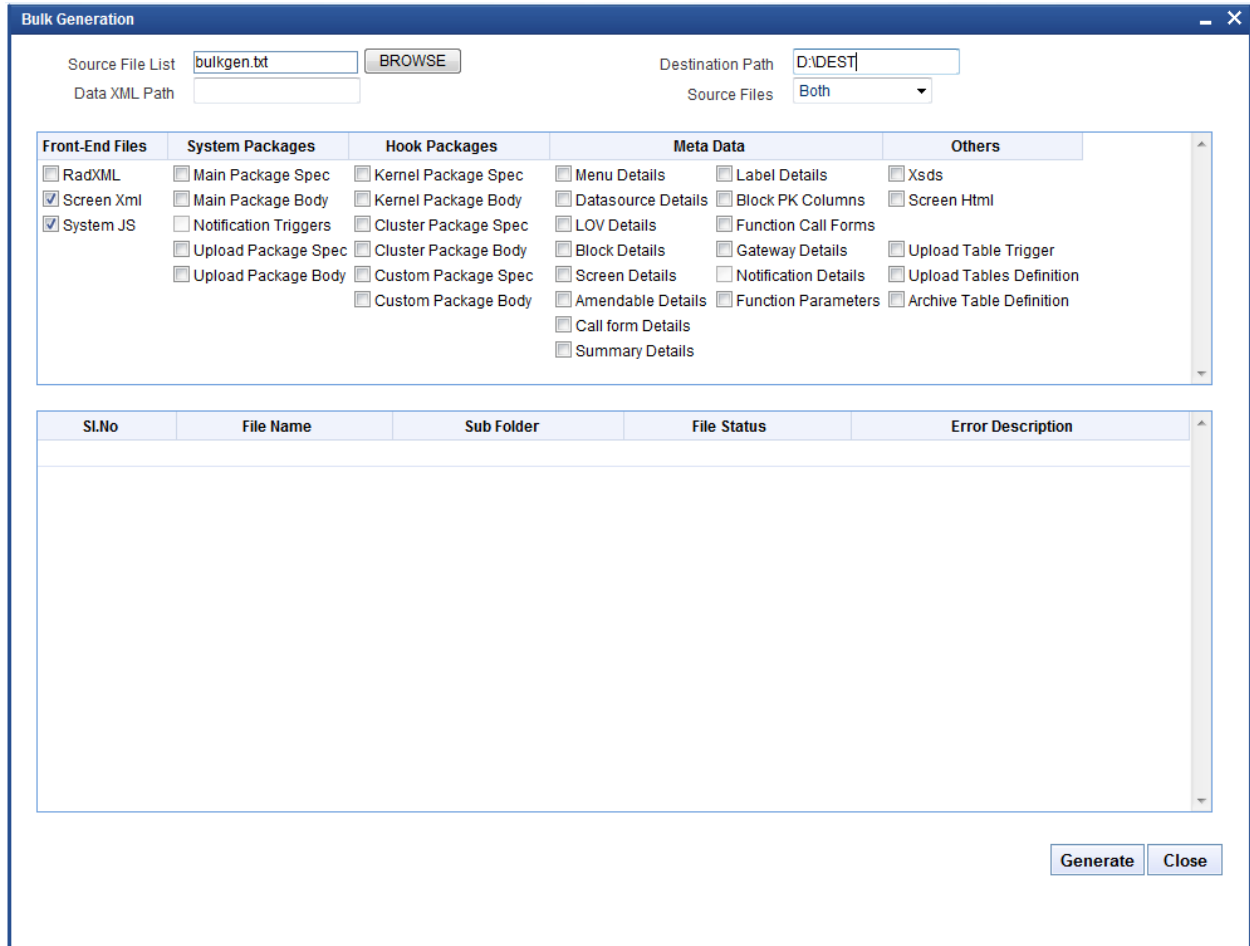 Bulk Generation
Source File List bulkgen.txt BROWSE Destination Path D:\DEST
Data XML Path Source Files Both
Front-End Files System Packages Hook Packages Meta Data Others
RadXML Main Package Spec Kernel Package Spec Menu Details Label Details Xsds
Screen Xml Main Package Body Kernel Package Body Datasource Details Block PK Columns Screen Html
System JS Notification Triggers Cluster Package Spec LOV Details Function Call Forms
Upload Package Spec Cluster Package Body Block Details Gateway Details Upload Table Trigger
Upload Package Body Custom Package Spec Screen Details Notification Details Upload Tables Definition
Custom Package Body Amendable Details Function Parameters Archive Table Definition
Call form Details
Summary Details
Sl.No File Name Sub Folder File Status Error Description
Generate Close